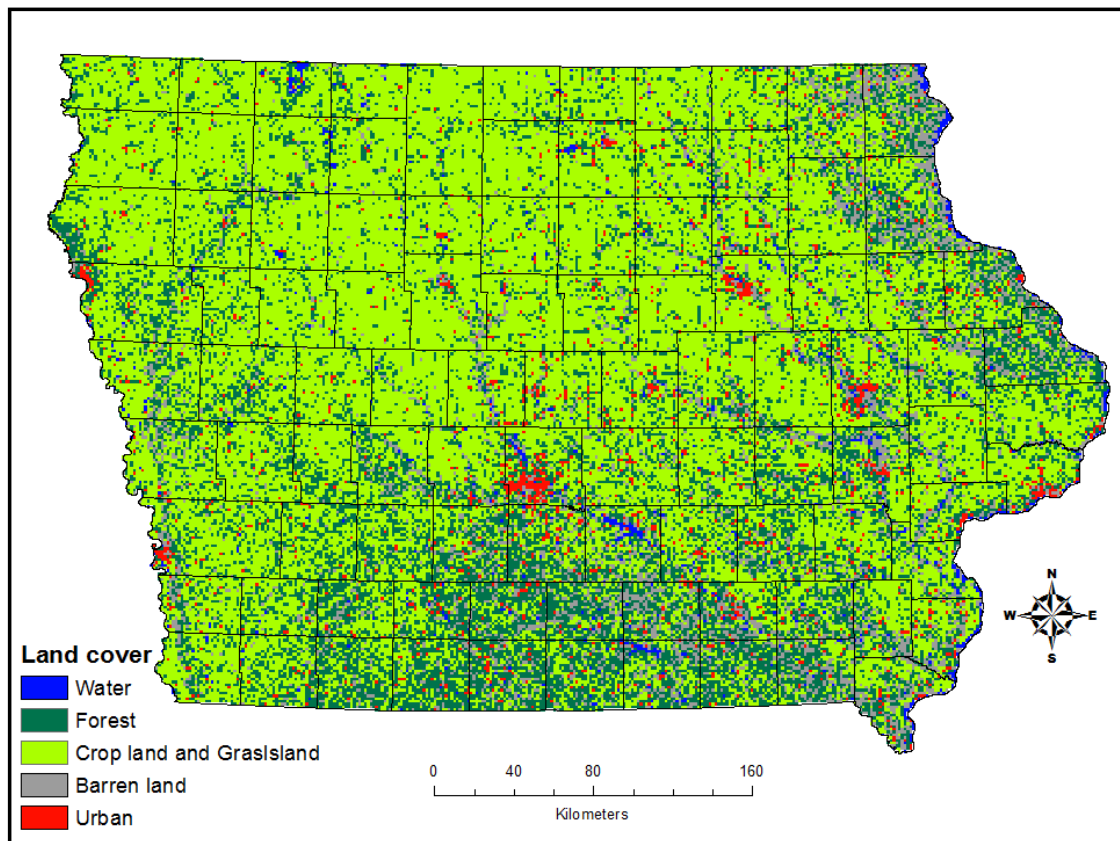 N
W E
S
Land cover
Water
Forest
Crop land and Graslsland
Barren land
Urban
0 40 80 160
Kilometers